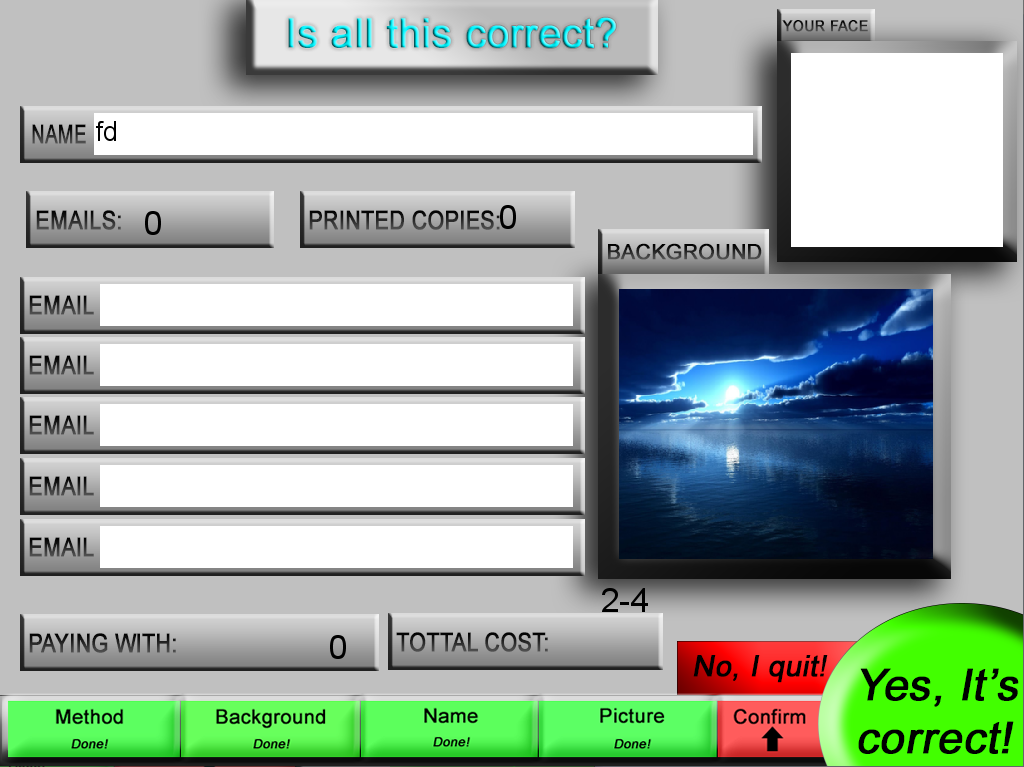 Is all this correct?
YOUR FACE
NAME fd
EMAILS: 0
PRINTED COPIES: 0
BACKGROUND
EMAIL
EMAIL
EMAIL
EMAIL
EMAIL
2-4
PAYING WITH: 0
TOTTAL COST:
No, I quit!
Yes, It's
correct!
Method
Done!
Background
Done!
Name
Done!
Picture
Done!
Confirm